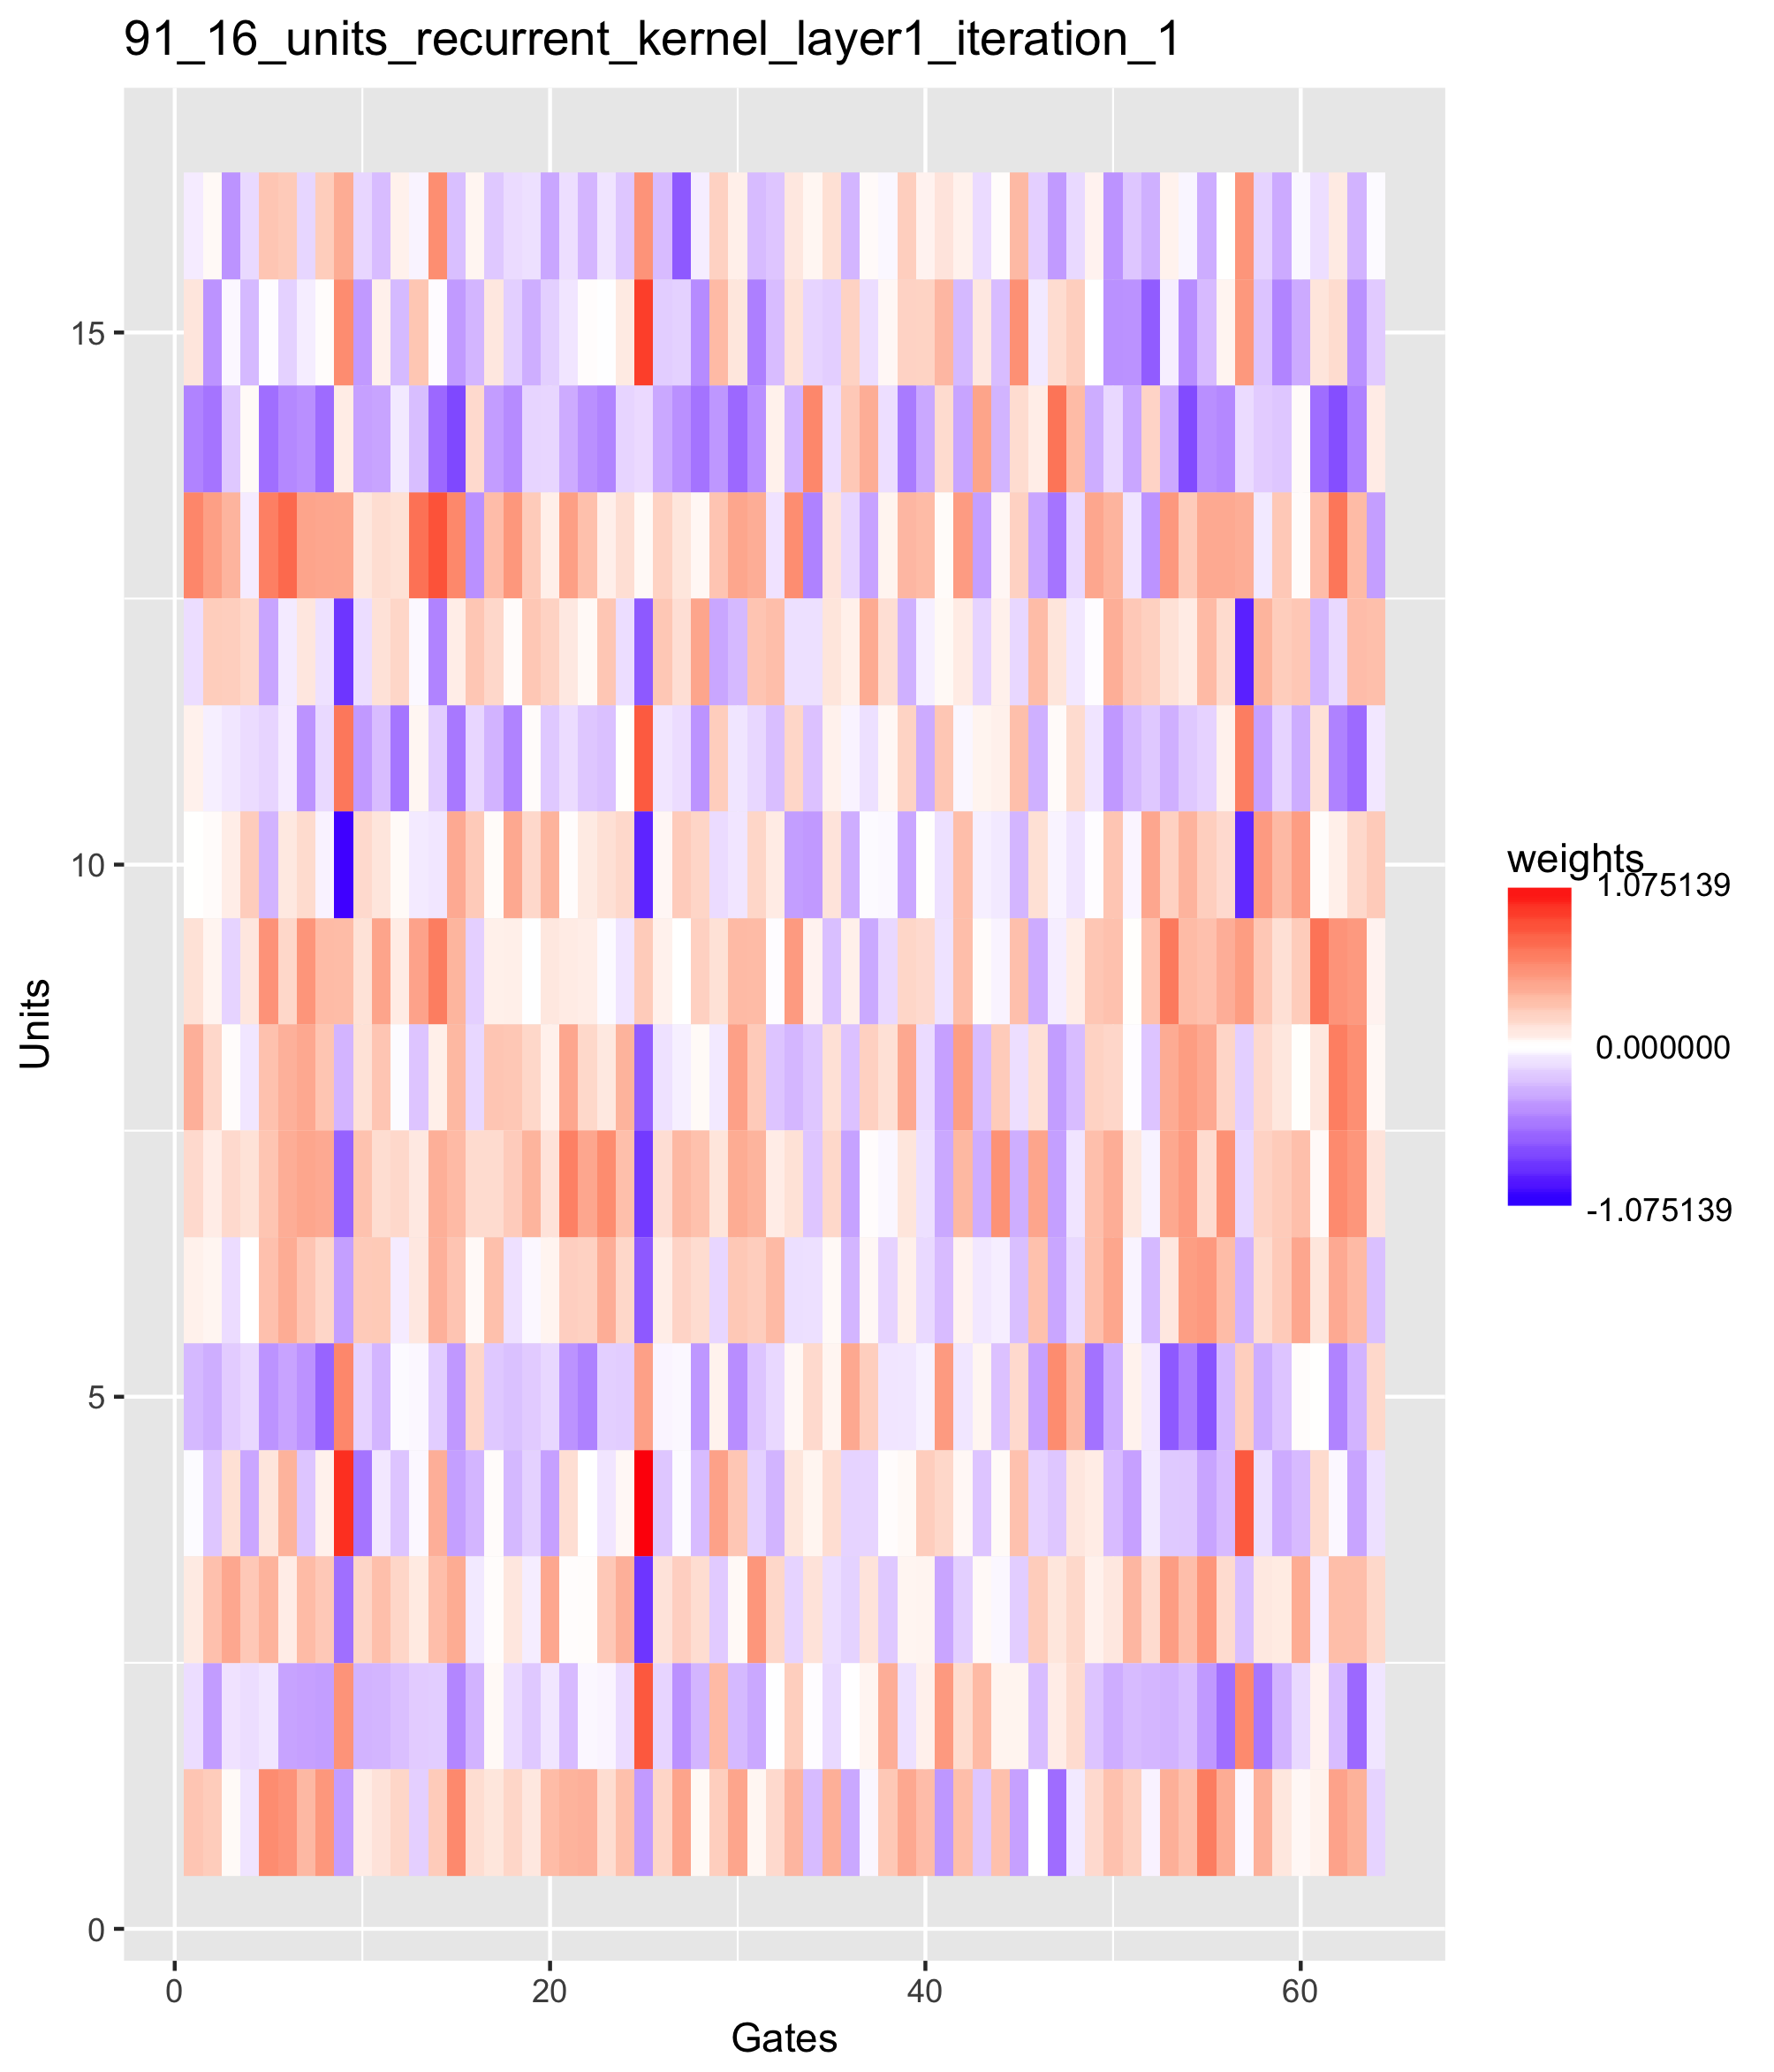 91_16_units_recurrent_kernel_layer1_iteration_1
15
10
5
0
Units
0
20
40
60
Gates
weights
1.075139
0.000000
-1.075139